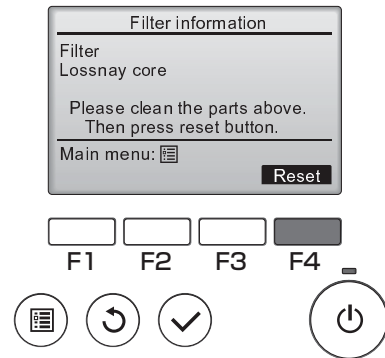 Filter information
Filter
Lossnay core
Please clean the parts above.
Then press reset button.
Main menu:
Reset
F1 F2 F3 F4